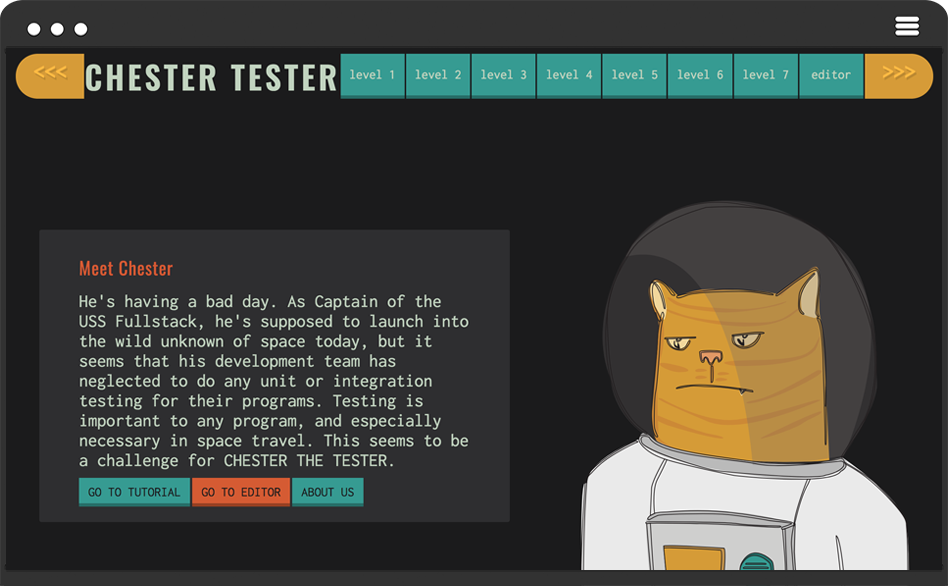 <<< CHESTER TESTER level 1 level 2 level 3 level 4 level 5 level 6 level 7 editor >>>
Meet Chester
He's having a bad day. As Captain of the
USS Fullstack, he's supposed to launch into
the wild unknown of space today, but it
seems that his development team has
neglected to do any unit or integration
testing for their programs. Testing is
important to any program, and especially
necessary in space travel. This seems to be
a challenge for CHESTER THE TESTER.
GO TO TUTORIAL GO TO EDITOR ABOUT US